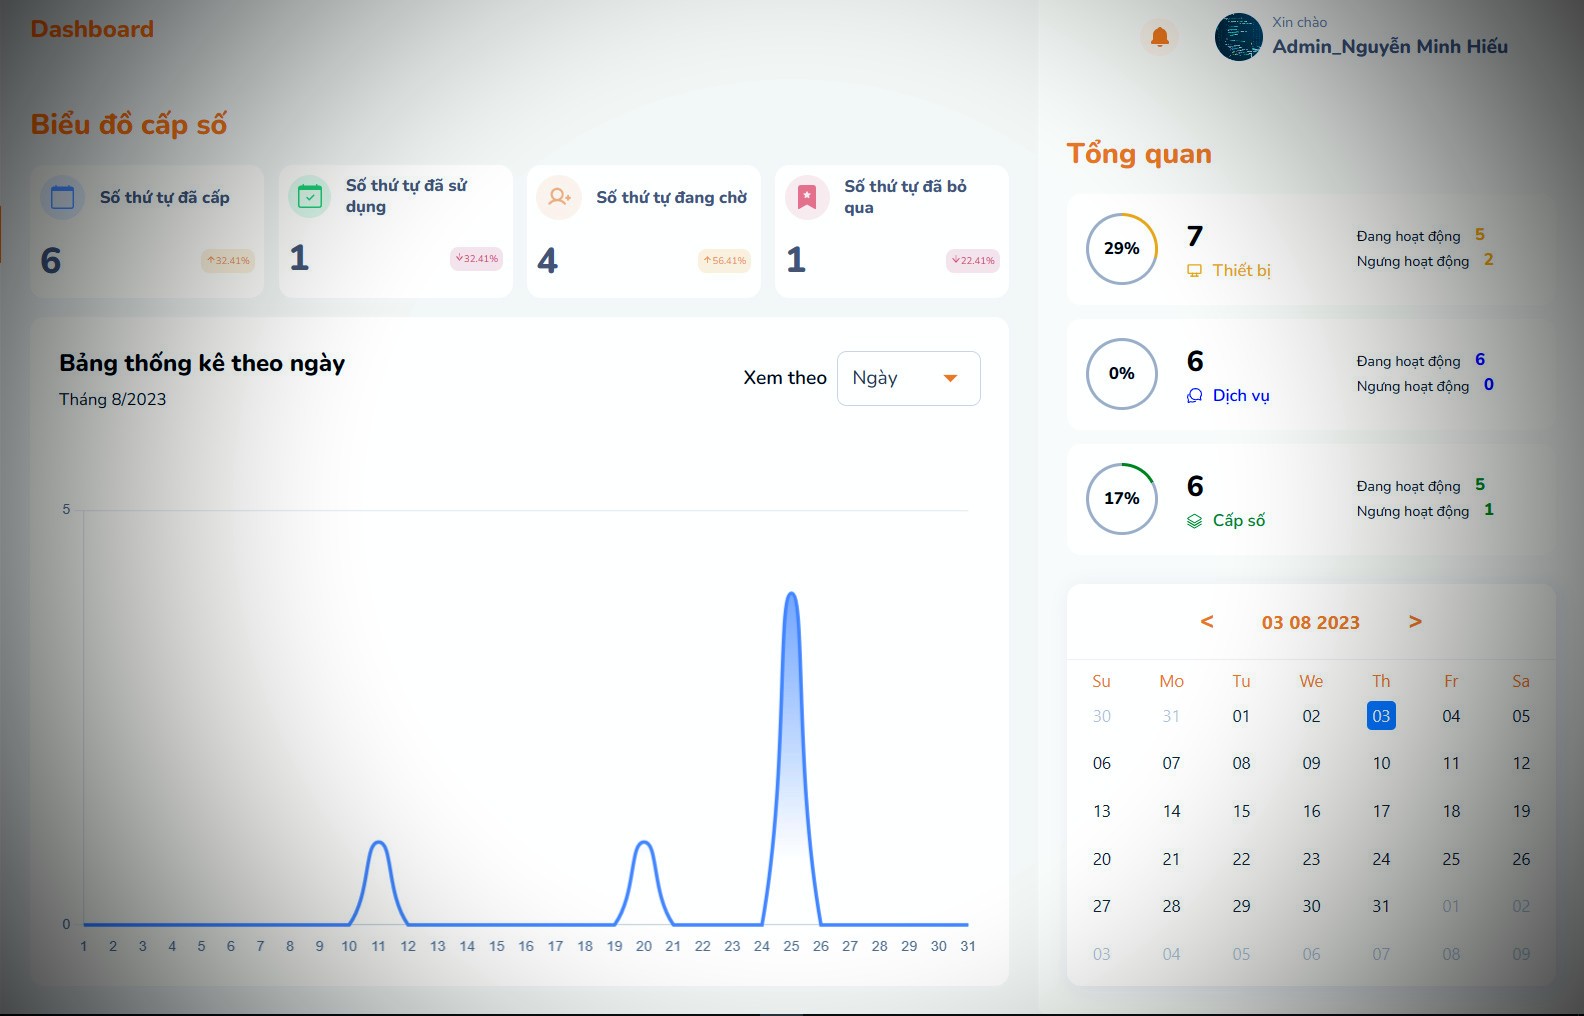 Dashboard
Xin chào
Admin_Nguyễn Minh Hiếu
Biểu đồ cấp số
Số thứ tự đã cấp
6
↑32.41%
Số thứ tự đã sử
dụng
1
↓32.41%
Số thứ tự đang chờ
4
↑56.41%
Số thứ tự đã bỏ
qua
1
↓22.41%
Bảng thống kê theo ngày
Tháng 8/2023
Xem theo
Ngày
5
0
1 2 3 4 5 6 7 8 9 10 11 12 13 14 15 16 17 18 19 20 21 22 23 24 25 26 27 28 29 30 31
Tổng quan
29%
7
Thiết bị
Đang hoạt động 5
Ngưng hoạt động 2
0%
6
Dịch vụ
Đang hoạt động 6
Ngưng hoạt động 0
17%
6
Cấp số
Đang hoạt động 5
Ngưng hoạt động 1
< 03 08 2023 >
Su Mo Tu We Th Fr Sa
30 31 01 02 03 04 05
06 07 08 09 10 11 12
13 14 15 16 17 18 19
20 21 22 23 24 25 26
27 28 29 30 31 01 02
03 04 05 06 07 08 09